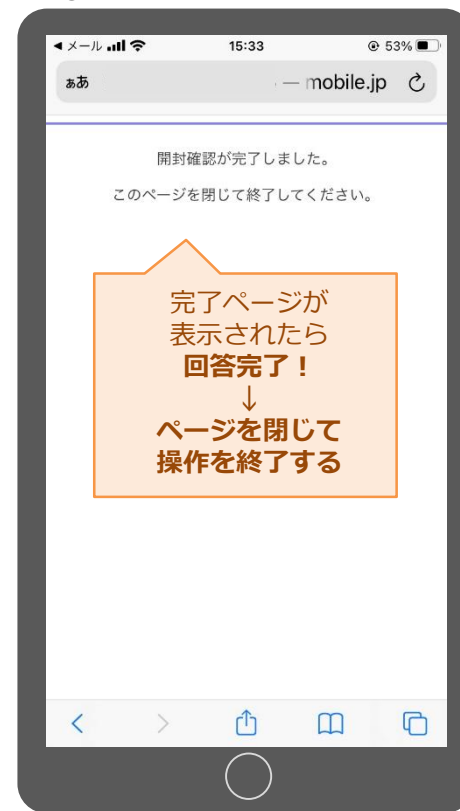 ◀メール 15:33 53%
ぁあ — mobile.jp
開封確認が完了しました。
このページを閉じて終了してください。
完了ページが
表示されたら
回答完了！
↓
ページを閉じて
操作を終了する